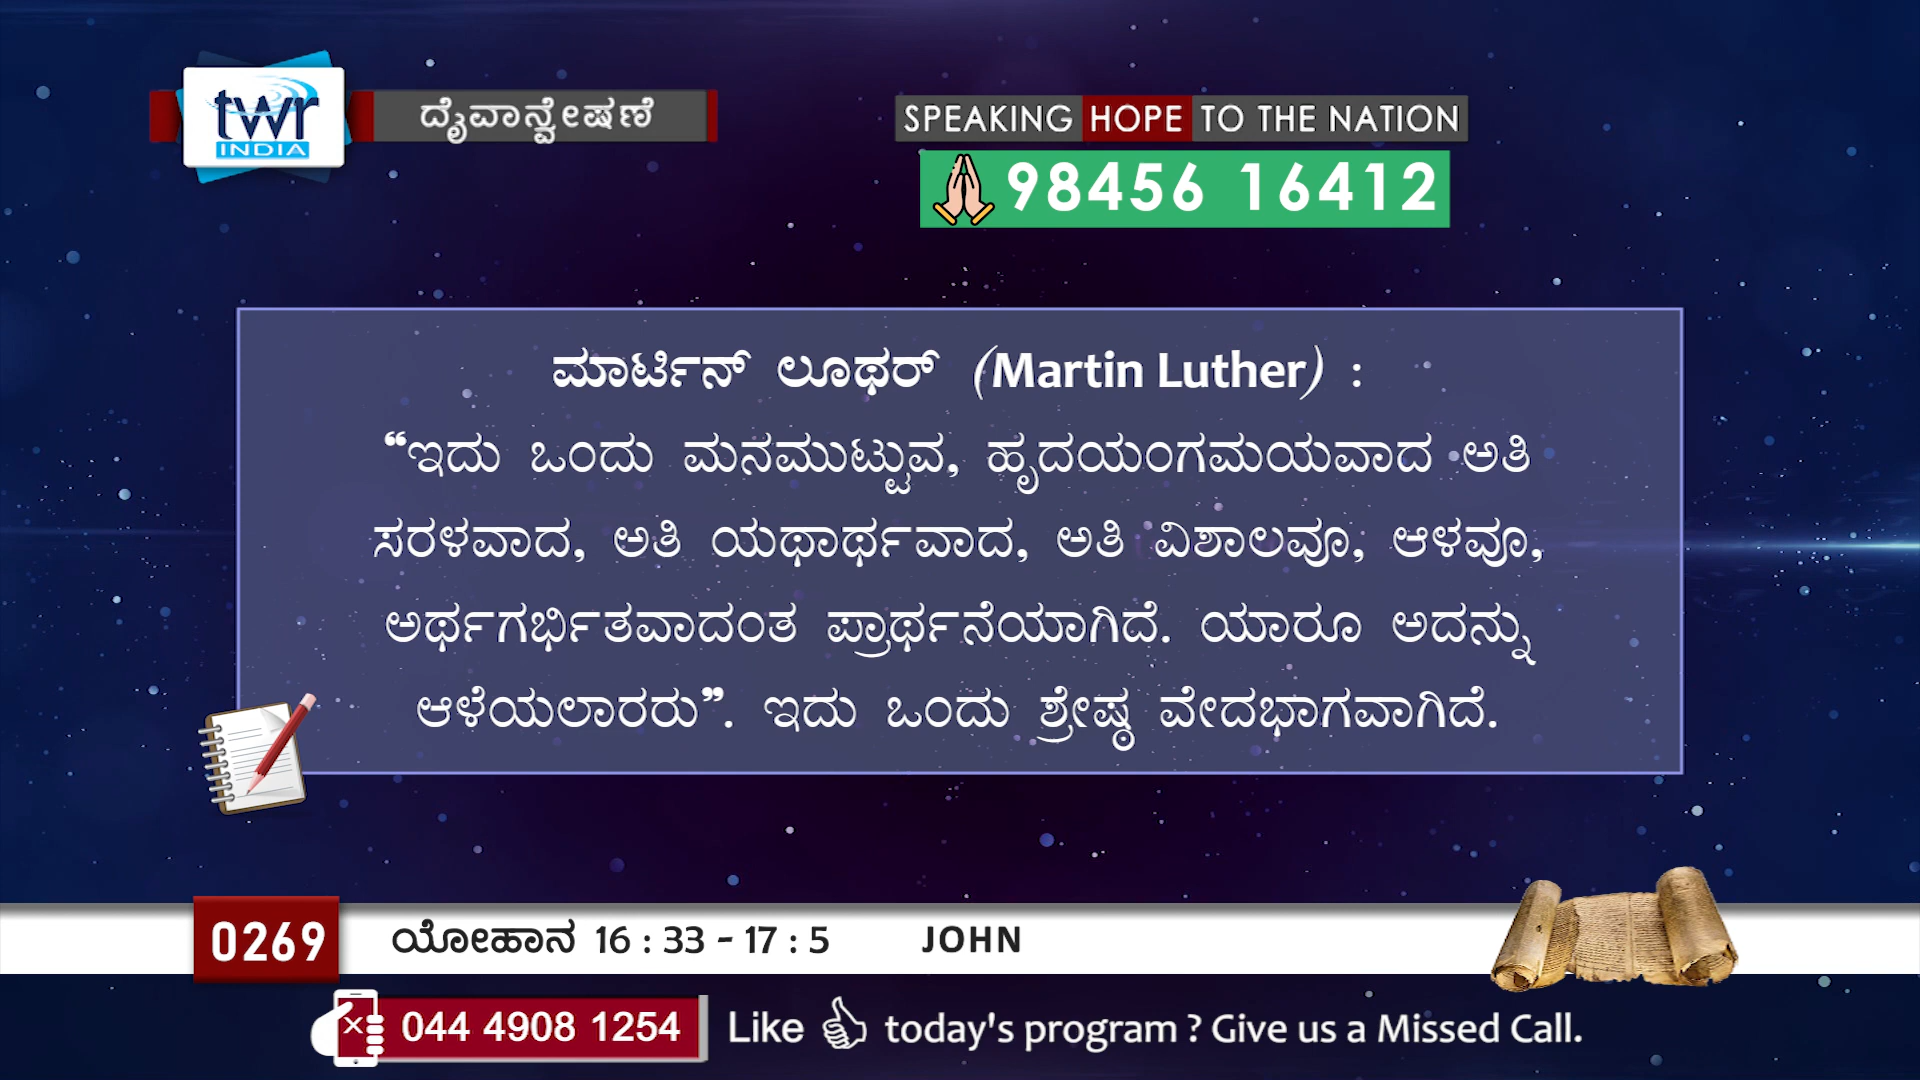 twr
INDIA
ದೈವಾನ್ವೇಷಣೆ
SPEAKING HOPE TO THE NATION
98456 16412
ಮಾರ್ಟಿನ್ ಲೂಥರ್ (Martin Luther) :
“ಇದು ಒಂದು ಮನಮುಟ್ಟುವ, ಹೃದಯಂಗಮಯವಾದ ಅತಿ
ಸರಳವಾದ, ಅತಿ ಯಥಾರ್ಥವಾದ, ಅತಿ ವಿಶಾಲವೂ, ಆಳವೂ,
ಅರ್ಥಗರ್ಭಿತವಾದಂತ ಪ್ರಾರ್ಥನೆಯಾಗಿದೆ. ಯಾರೂ ಅದನ್ನು
ಆಳೆಯಲಾರರು”. ಇದು ಒಂದು ಶ್ರೇಷ್ಠ ವೇದಭಾಗವಾಗಿದೆ.
0269 ಯೋಹಾನ 16 : 33 - 17 : 5 JOHN
044 4908 1254 Like today's program ? Give us a Missed Call.